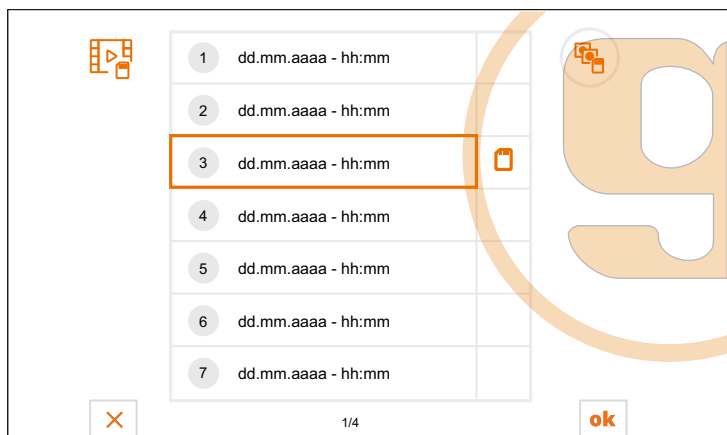 1 dd.mm.aaaa - hh:mm
2 dd.mm.aaaa - hh:mm
3 dd.mm.aaaa - hh:mm
4 dd.mm.aaaa - hh:mm
5 dd.mm.aaaa - hh:mm
6 dd.mm.aaaa - hh:mm
7 dd.mm.aaaa - hh:mm
1/4
ok
g